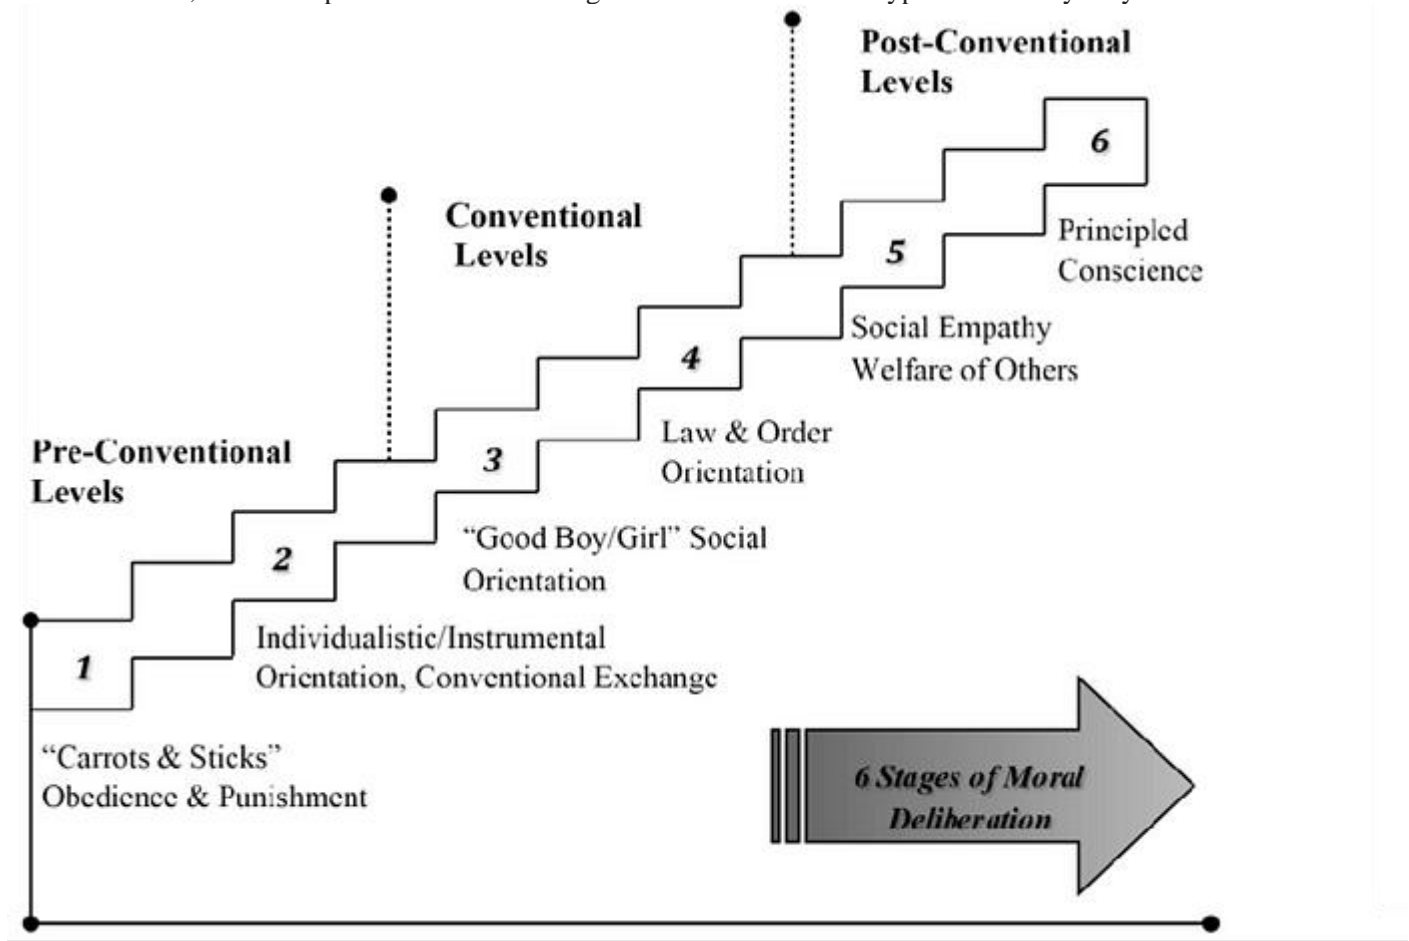 Post-Conventional
Levels
6
Principled
Conscience
Conventional
Levels
5
Social Empathy
Welfare of Others
4
Law & Order
Orientation
Pre-Conventional
Levels
3
“Good Boy/Girl” Social
Orientation
2
Individualistic/Instrumental
Orientation, Conventional Exchange
1
“Carrots & Sticks”
Obedience & Punishment
6 Stages of Moral
Deliberation